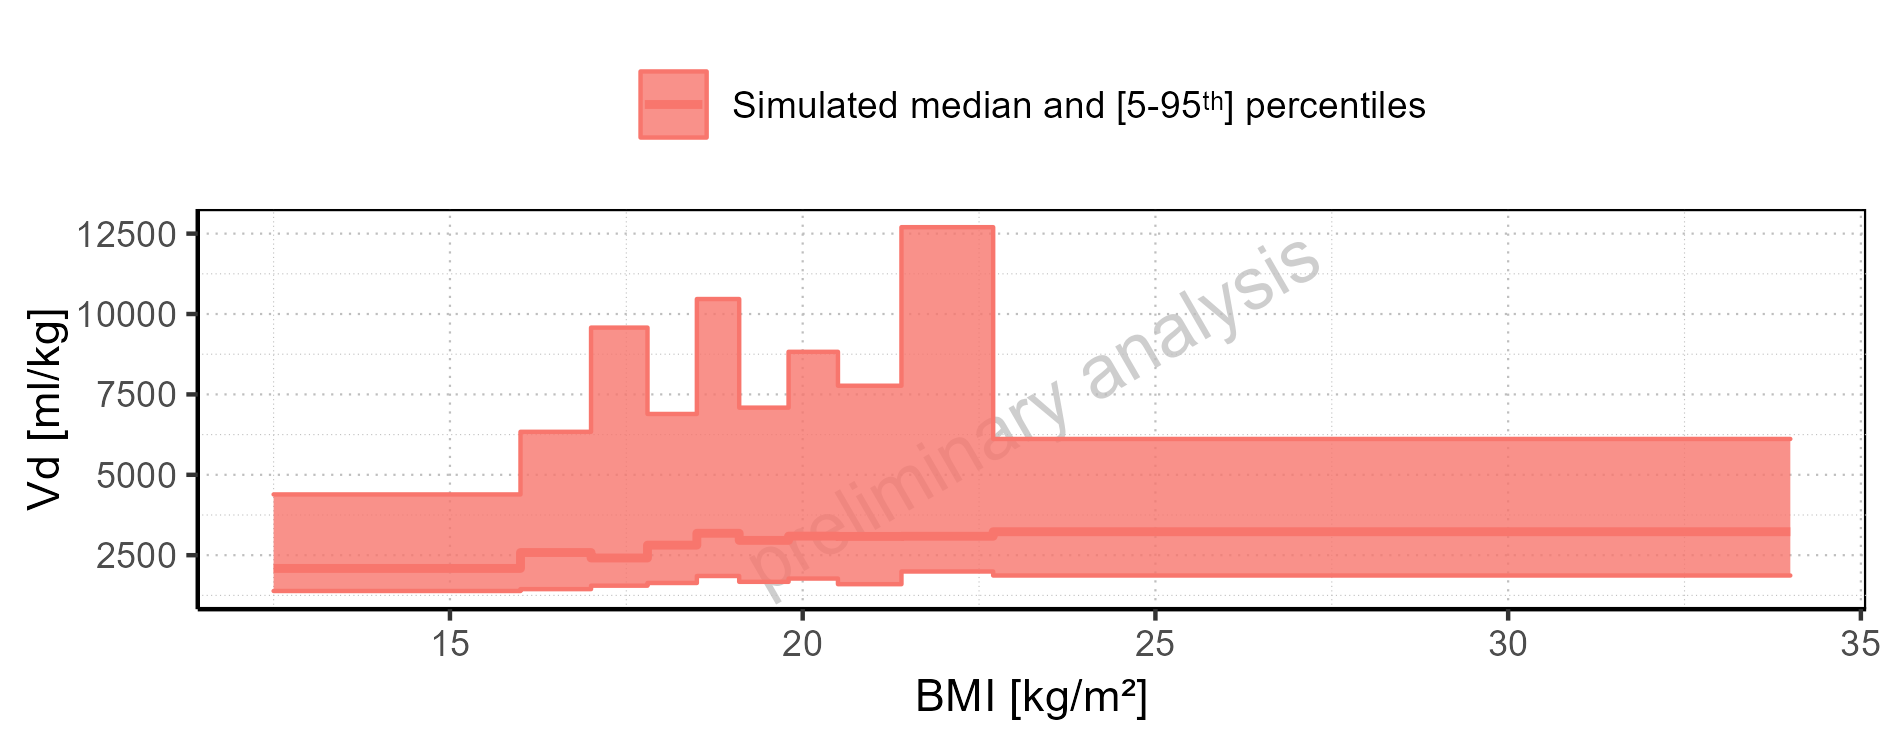 Simulated median and [5-95ᵗʰ] percentiles
12500
10000
7500
5000
2500
Vd [ml/kg]
preliminary analysis
15 20 25 30 35
BMI [kg/m²]